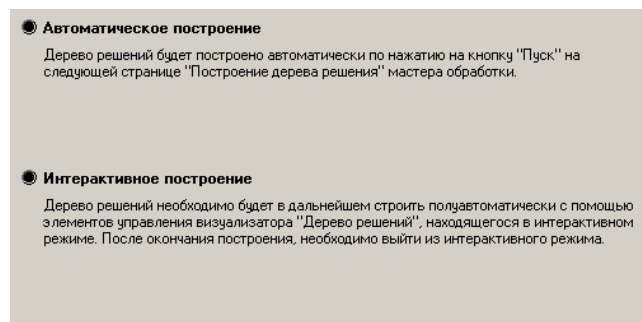 Автоматическое построение
Дерево решений будет построено автоматически по нажатию на кнопку "Пуск" на
следующей странице "Построение дерева решения" мастера обработки.
Интерактивное построение
Дерево решений необходимо будет в дальнейшем строить полуавтоматически с помощью
элементов управления визуализатора "Дерево решений", находящегося в интерактивном
режиме. После окончания построения, необходимо выйти из интерактивного режима.